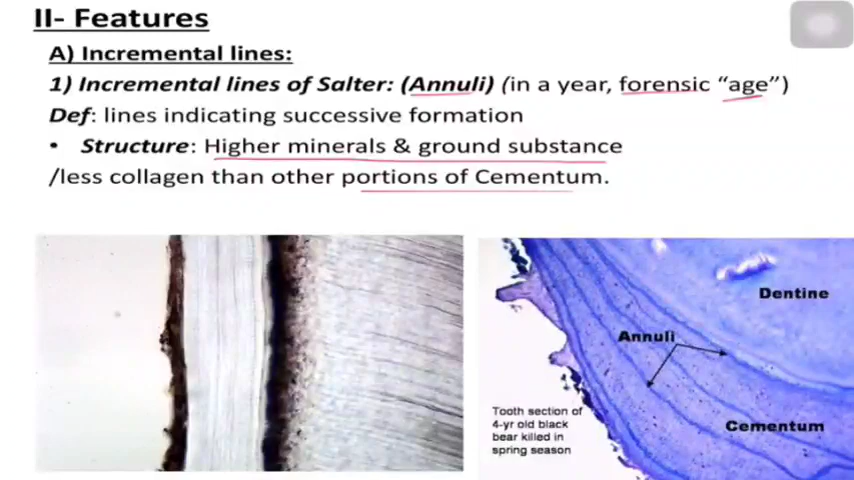 II- Features
A) Incremental lines:
1) Incremental lines of Salter: (Annuli) (in a year, forensic “age”)
Def: lines indicating successive formation
• Structure: Higher minerals & ground substance
/less collagen than other portions of Cementum.
Dentine
Annuli
Cementum
Tooth section of
4-yr old black
bear killed in
spring season